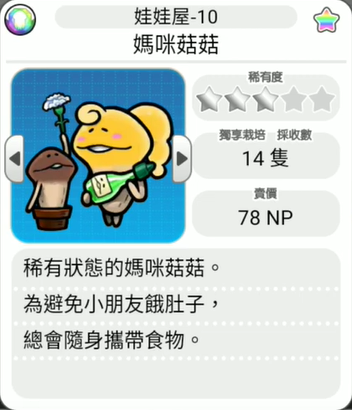 娃娃屋-10
媽咪菇菇
稀有度
獨享栽培 採收數
14 隻
賣價
78 NP
稀有狀態的媽咪菇菇。
為避免小朋友餓肚子，
總會隨身攜帶食物。